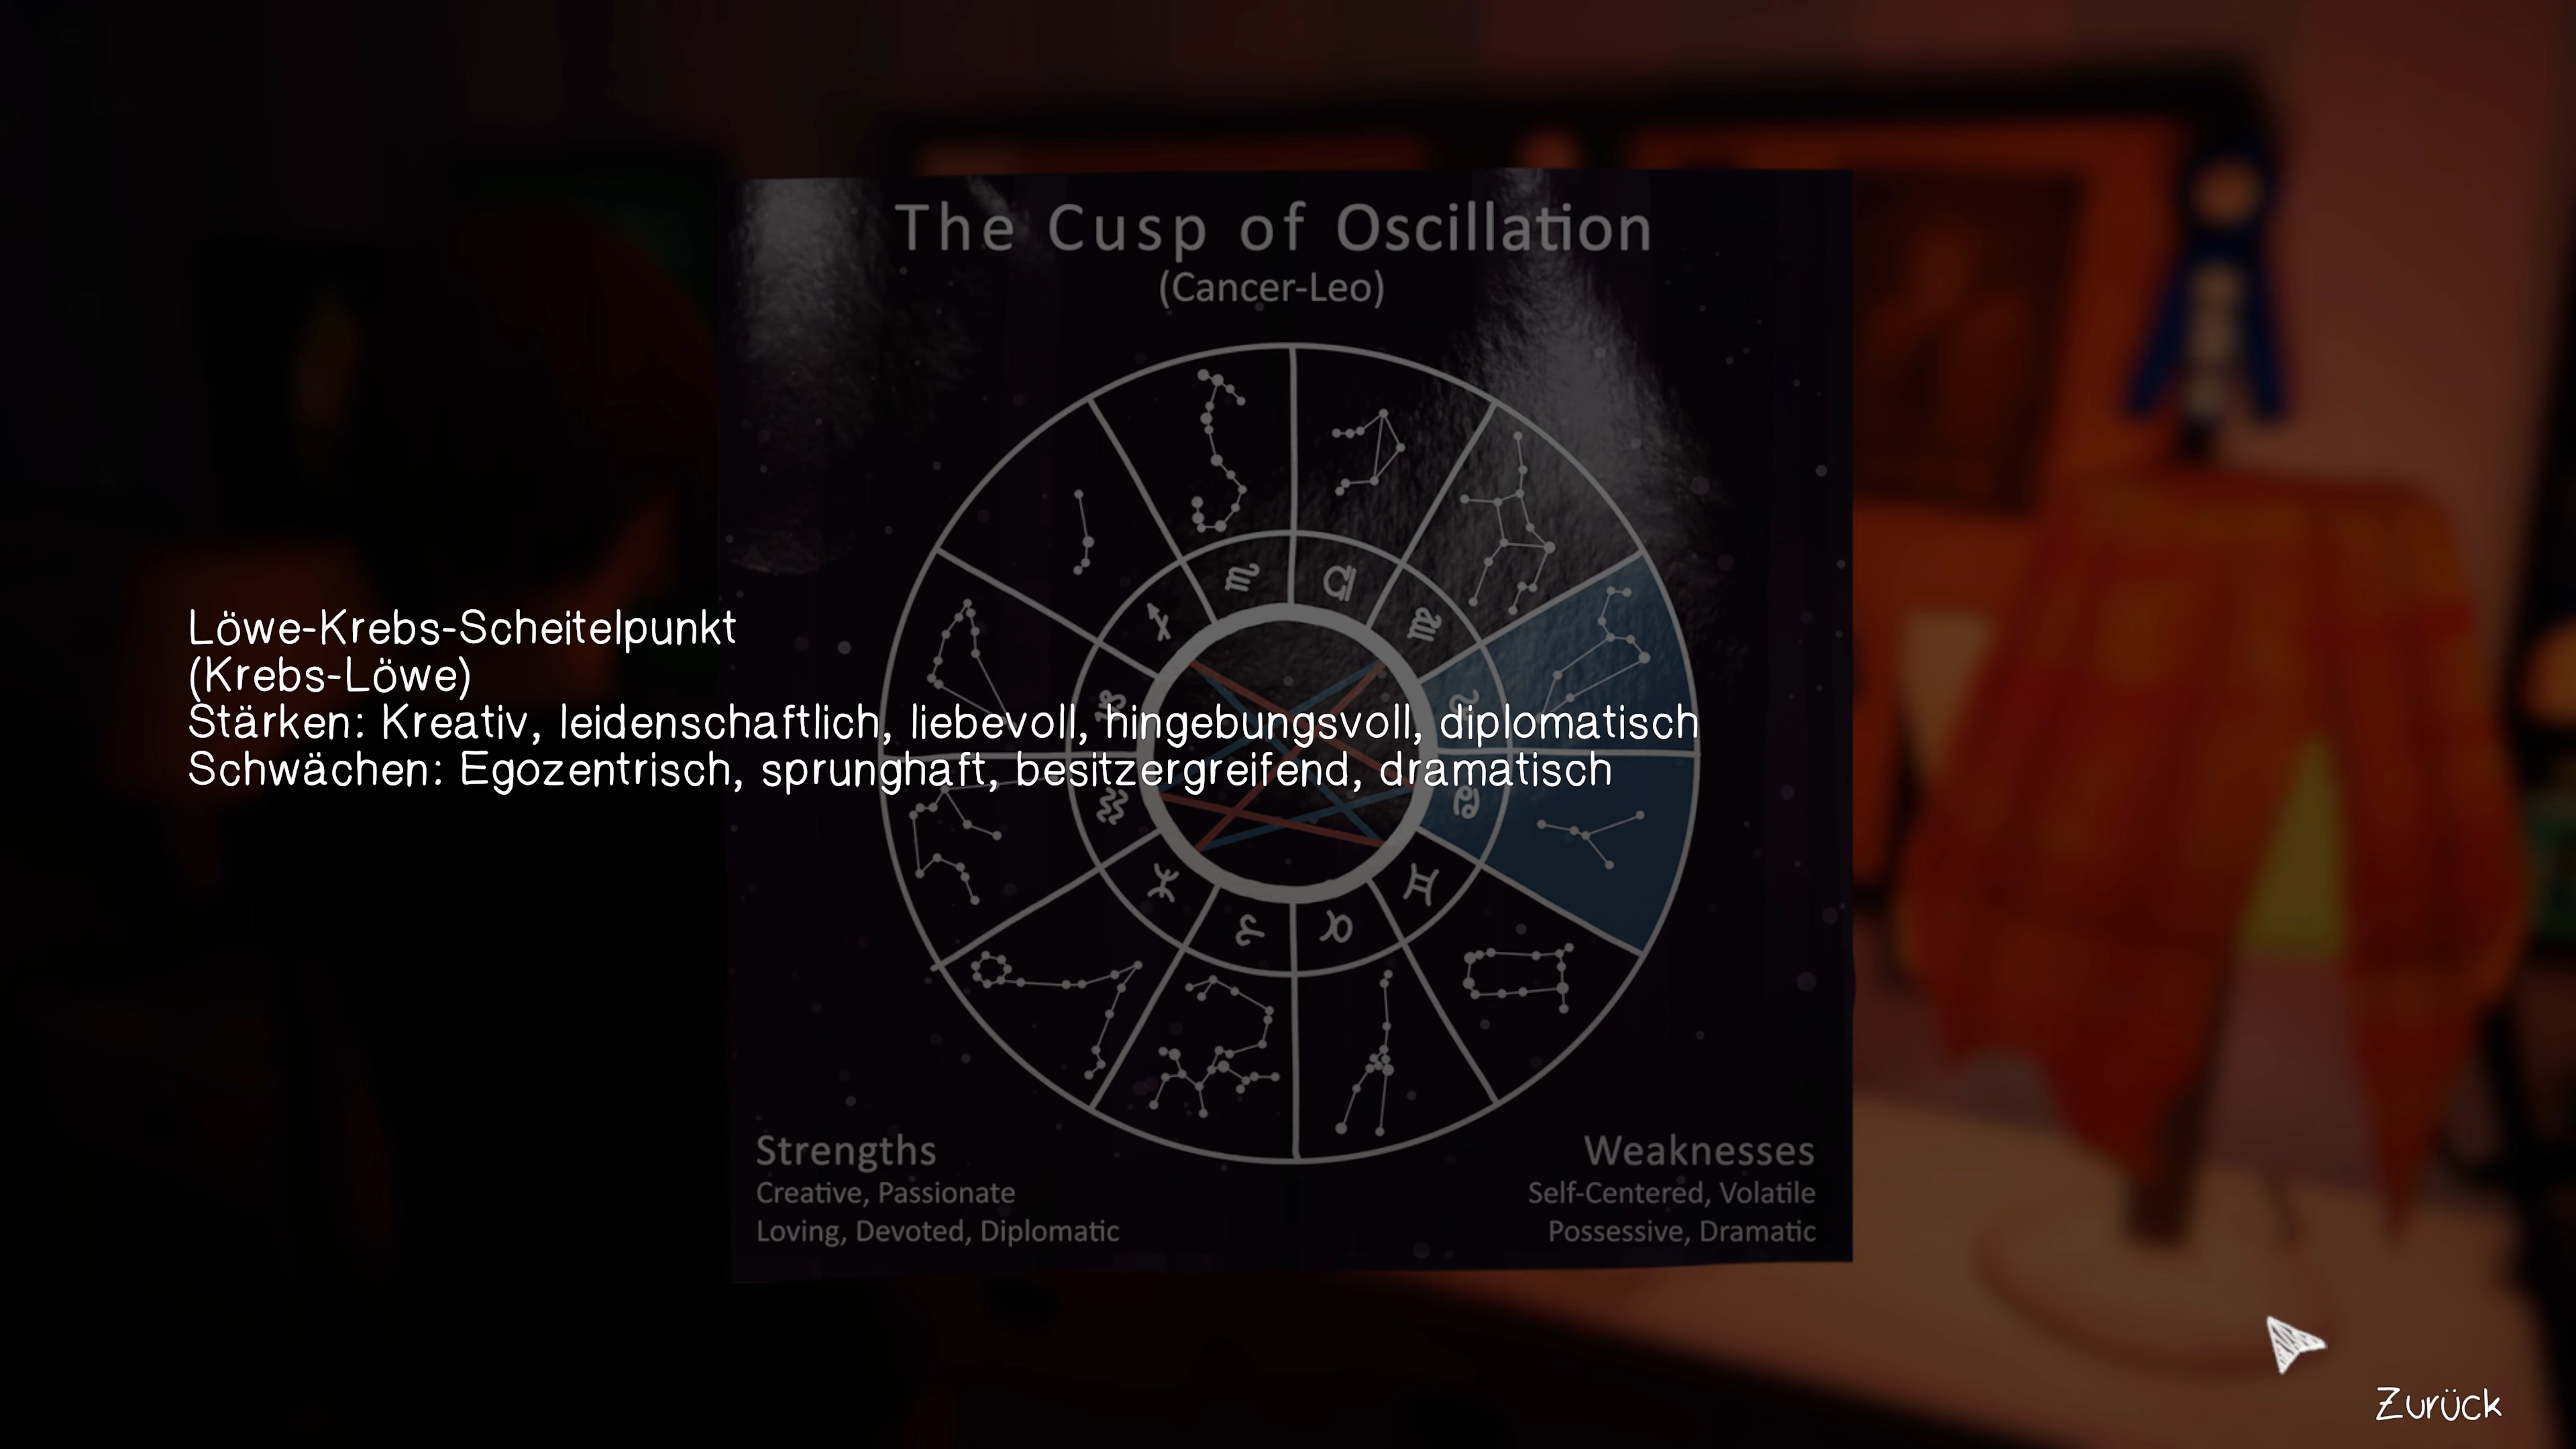 The Cusp of Oscillation
(Cancer-Leo)
Löwe-Krebs-Scheitelpunkt
(Krebs-Löwe)
Stärken: Kreativ, leidenschaftlich, liebevoll, hingebungsvoll, diplomatisch
Schwächen: Egozentrisch, sprunghaft, besitzergreifend, dramatisch
Strengths
Creative, Passionate
Loving, Devoted, Diplomatic
Weaknesses
Self-Centered, Volatile
Possessive, Dramatic
Zurück